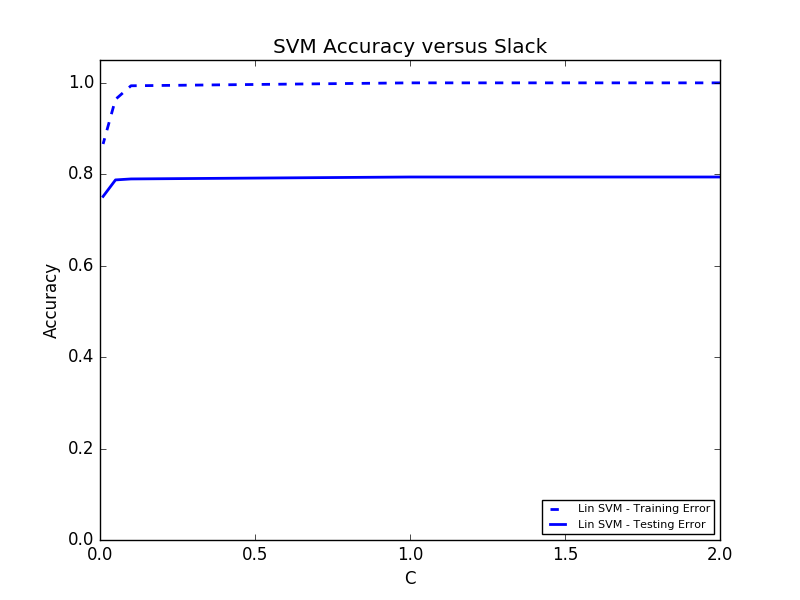 SVM Accuracy versus Slack
1.0
0.8
0.6
0.4
0.2
0.0
Accuracy
0.0 0.5 1.0 1.5 2.0
C
Lin SVM - Training Error
Lin SVM - Testing Error